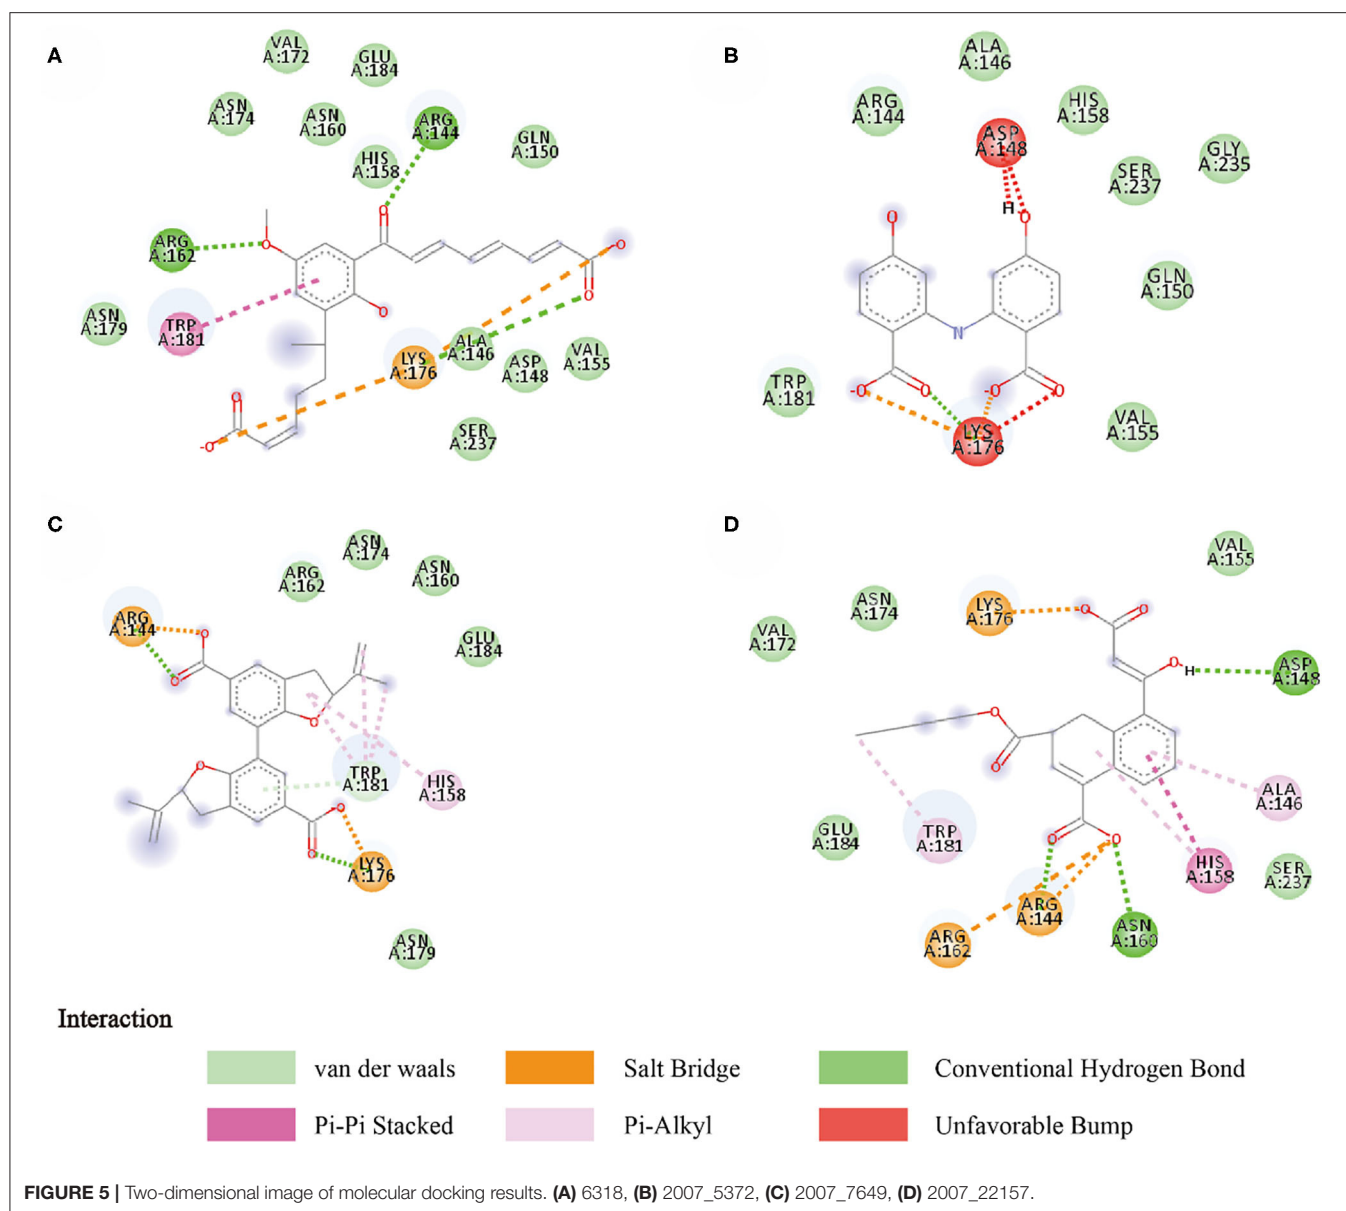 A
VAL
A:172
GLU
A:184
ASN
A:174
ASN
A:160
ARG
A:144
HIS
A:158
GLN
A:150
O
O
ARG
A:162
O
-O
O
O
ASN
A:179
TRP
A:181
LYS
A:176
ALA
A:146
ASP
A:148
VAL
A:155
O
-O
SER
A:237
B
ALA
A:146
ARG
A:144
HIS
A:158
ASP
A:148
GLY
A:235
SER
A:237
H
O
O
GLN
A:150
N
TRP
A:181
-O
O
-O
O
LYS
A:176
VAL
A:155
C
ASN
A:174
ARG
A:162
ASN
A:160
ARG
A:144
GLU
A:184
O
O
O
TRP
A:181
HIS
A:158
O
O
O
LYS
A:176
ASN
A:179
D
VAL
A:155
LYS
A:176
ASN
A:174
VAL
A:172
O
O
O
H
ASP
A:148
O
O
ALA
A:146
GLU
A:184
TRP
A:181
O
O
HIS
A:158
SER
A:237
ARG
A:144
ARG
A:162
ASN
A:160
Interaction
van der waals
Salt Bridge
Conventional Hydrogen Bond
Pi-Pi Stacked
Pi-Alkyl
Unfavorable Bump
FIGURE 5 | Two-dimensional image of molecular docking results. (A) 6318, (B) 2007_5372, (C) 2007_7649, (D) 2007_22157.